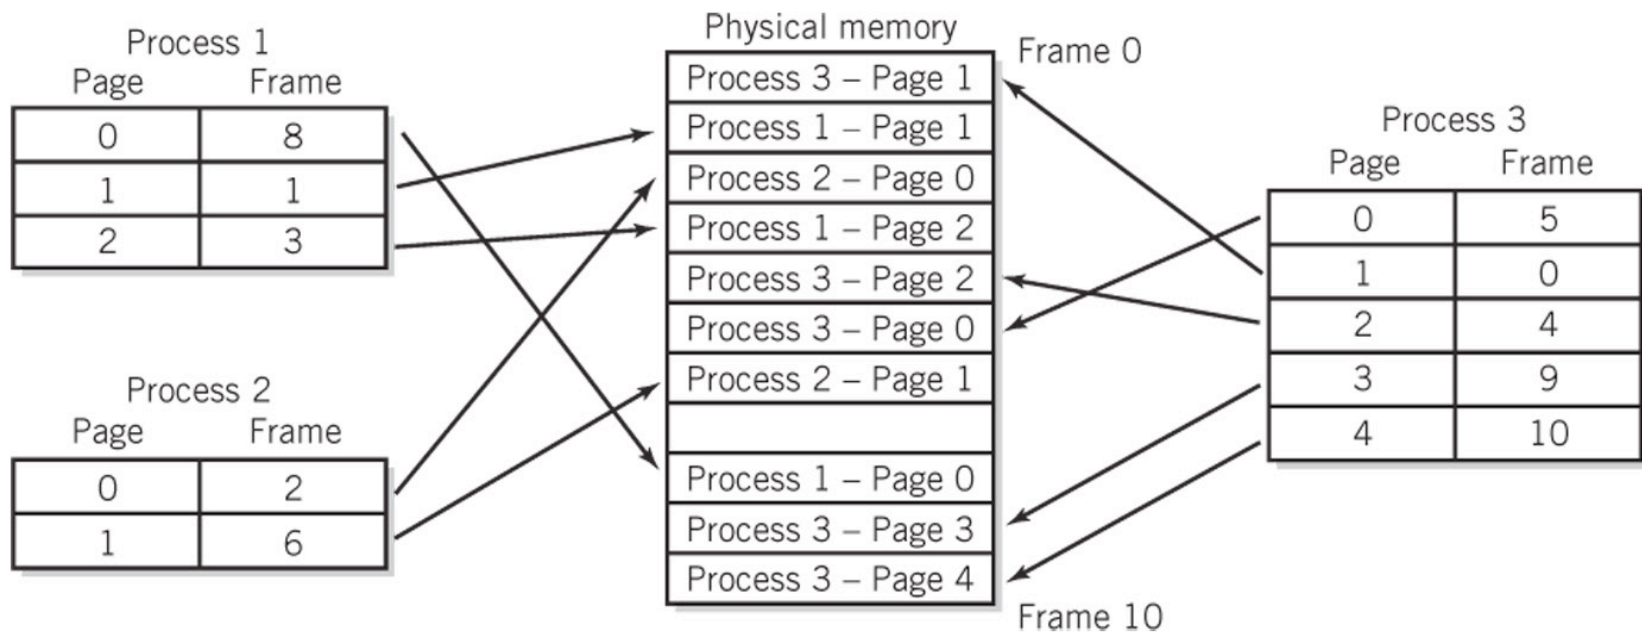 Process 1
Page Frame
0 8
1 1
2 3
Process 2
Page Frame
0 2
1 6
Physical memory
Frame 0
Process 3 – Page 1
Process 1 – Page 1
Process 2 – Page 0
Process 1 – Page 2
Process 3 – Page 2
Process 3 – Page 0
Process 2 – Page 1
Process 1 – Page 0
Process 3 – Page 3
Process 3 – Page 4
Frame 10
Process 3
Page Frame
0 5
1 0
2 4
3 9
4 10